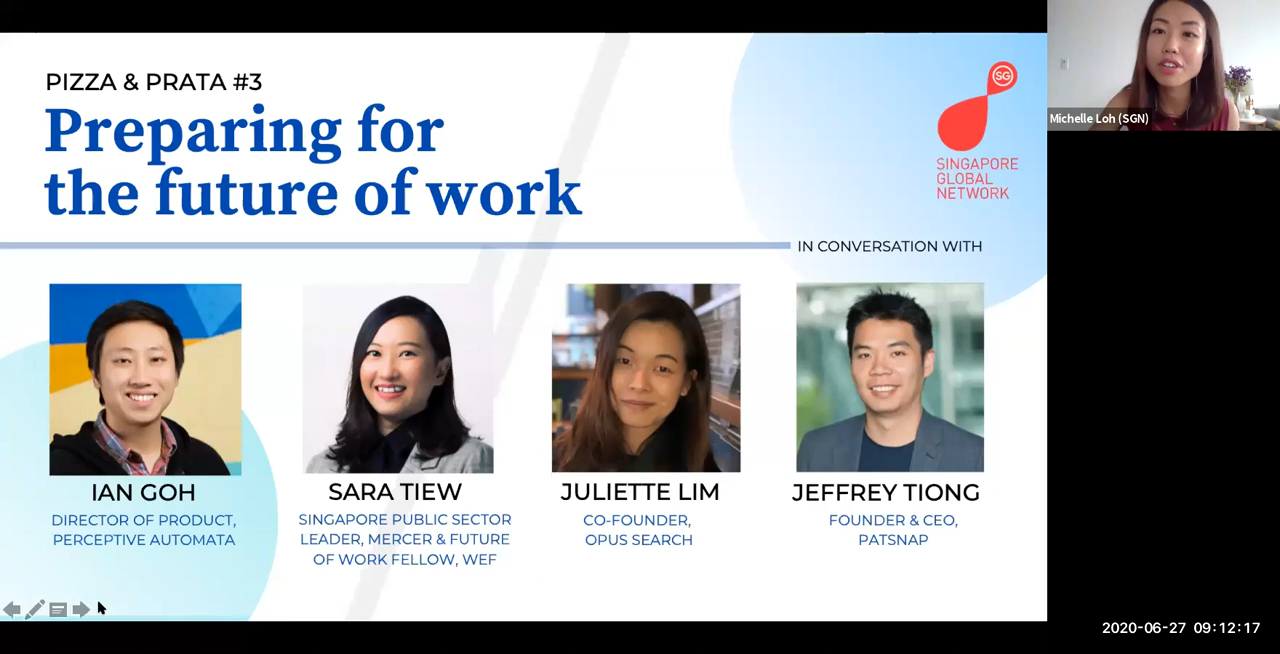 PIZZA & PRATA #3
Preparing for
the future of work
SG
SINGAPORE
GLOBAL
NETWORK
IN CONVERSATION WITH
IAN GOH
DIRECTOR OF PRODUCT,
PERCEPTIVE AUTOMATA
SARA TIEW
SINGAPORE PUBLIC SECTOR
LEADER, MERCER & FUTURE
OF WORK FELLOW, WEF
JULIETTE LIM
CO-FOUNDER,
OPUS SEARCH
JEFFREY TIONG
FOUNDER & CEO,
PATSNAP
Michelle Loh (SGN)
2020-06-27 09:12:17